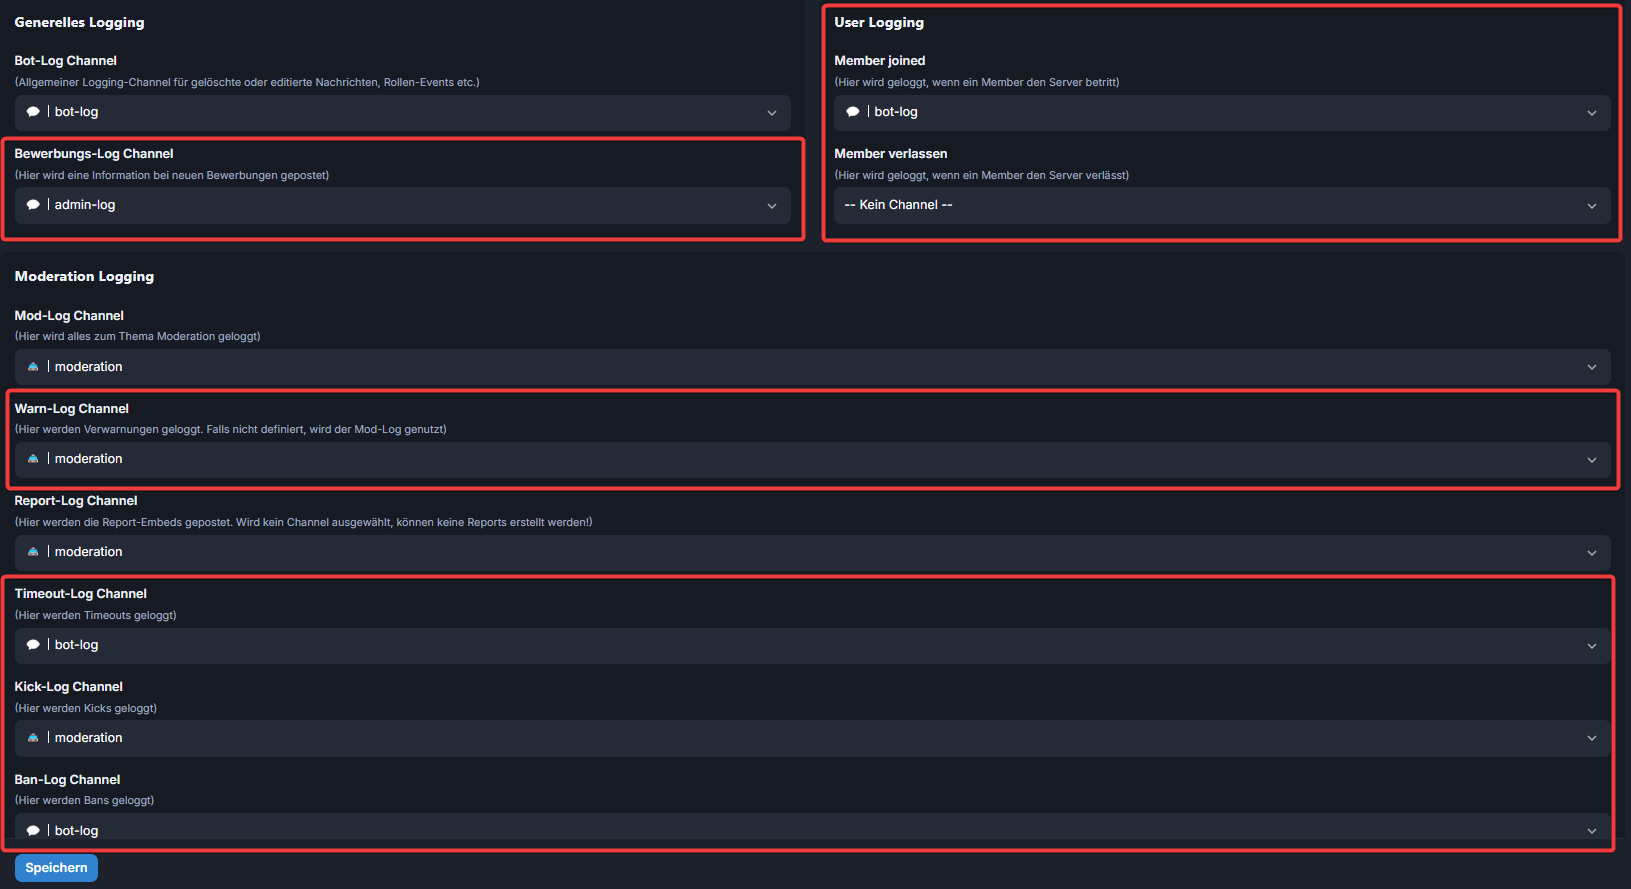 Generelles Logging
Bot-Log Channel
(Allgemeiner Logging-Channel für gelöschte oder editierte Nachrichten, Rollen-Events etc.)
| bot-log
Bewerbungs-Log Channel
(Hier wird eine Information bei neuen Bewerbungen gepostet)
| admin-log
User Logging
Member joined
(Hier wird geloggt, wenn ein Member den Server betritt)
| bot-log
Member verlassen
(Hier wird geloggt, wenn ein Member den Server verlässt)
-- Kein Channel --
Moderation Logging
Mod-Log Channel
(Hier wird alles zum Thema Moderation geloggt)
| moderation
Warn-Log Channel
(Hier werden Verwarnungen geloggt. Falls nicht definiert, wird der Mod-Log genutzt)
| moderation
Report-Log Channel
(Hier werden die Report-Embeds gepostet. Wird kein Channel ausgewählt, können keine Reports erstellt werden!)
| moderation
Timeout-Log Channel
(Hier werden Timeouts geloggt)
| bot-log
Kick-Log Channel
(Hier werden Kicks geloggt)
| moderation
Ban-Log Channel
(Hier werden Bans geloggt)
| bot-log
Speichern